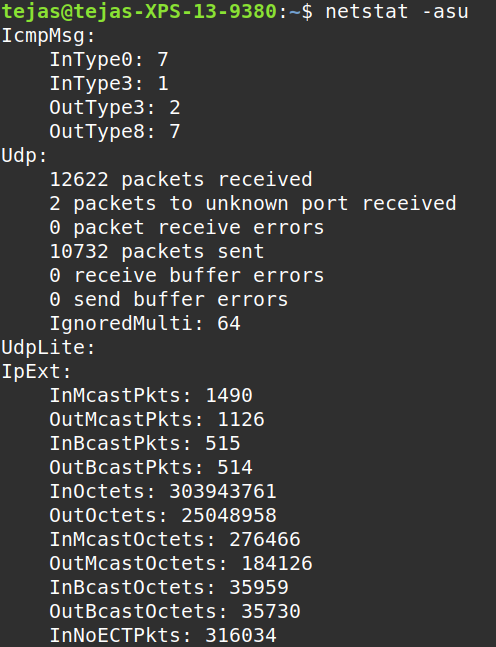 tejas@tejas-XPS-13-9380:~$ netstat -asu
IcmpMsg:
    InType0: 7
    InType3: 1
    OutType3: 2
    OutType8: 7
Udp:
    12622 packets received
    2 packets to unknown port received
    0 packet receive errors
    10732 packets sent
    0 receive buffer errors
    0 send buffer errors
    IgnoredMulti: 64
UdpLite:
IpExt:
    InMcastPkts: 1490
    OutMcastPkts: 1126
    InBcastPkts: 515
    OutBcastPkts: 514
    InOctets: 303943761
    OutOctets: 25048958
    InMcastOctets: 276466
    OutMcastOctets: 184126
    InBcastOctets: 35959
    OutBcastOctets: 35730
    InNoECTPkts: 316034